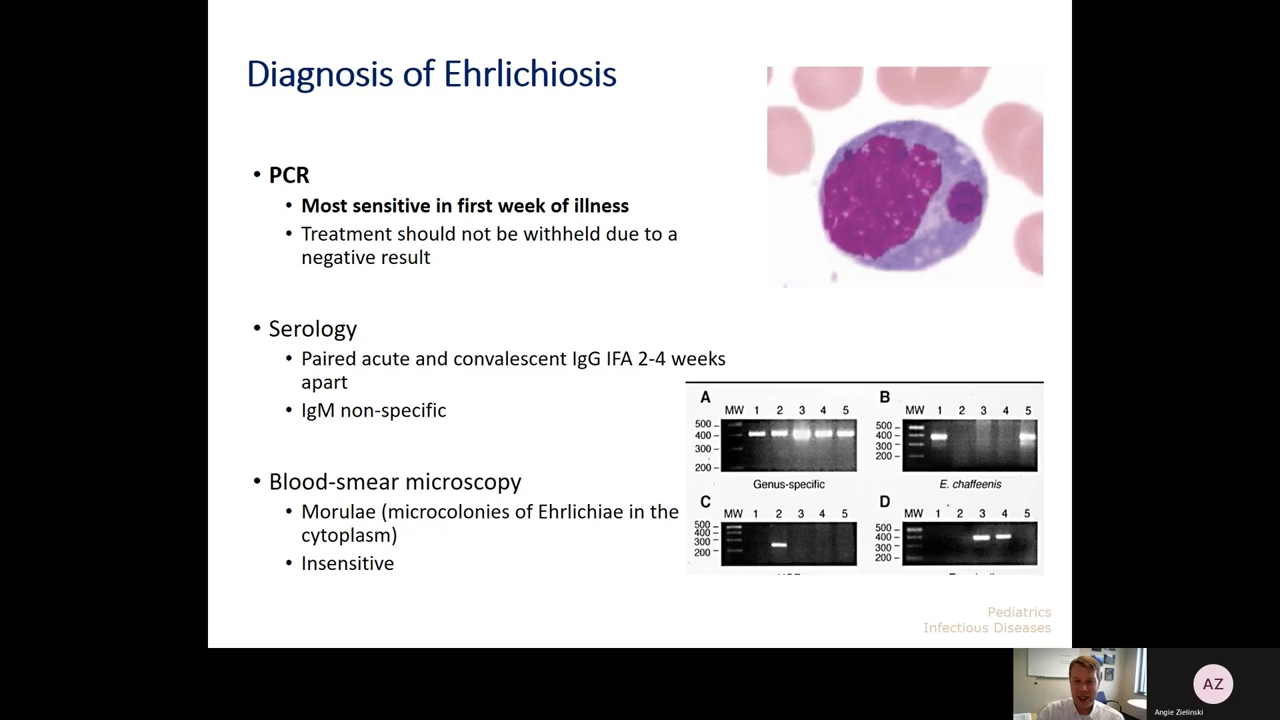 Diagnosis of Ehrlichiosis
• PCR
• Most sensitive in first week of illness
• Treatment should not be withheld due to a
negative result
• Serology
• Paired acute and convalescent IgG IFA 2-4 weeks
apart
• IgM non-specific
• Blood-smear microscopy
• Morulae (microcolonies of Ehrlichiae in the
cytoplasm)
• Insensitive
A
MW 1 2 3 4 5
500
400
300
200
Genus-specific
B
MW 1 2 3 4 5
500
400
300
200
E. chaffeenis
C
MW 1 2 3 4 5
500
400
300
200
D
MW 1 2 3 4 5
500
400
300
200
Pediatrics
Infectious Diseases
AZ
Angie Zielinski